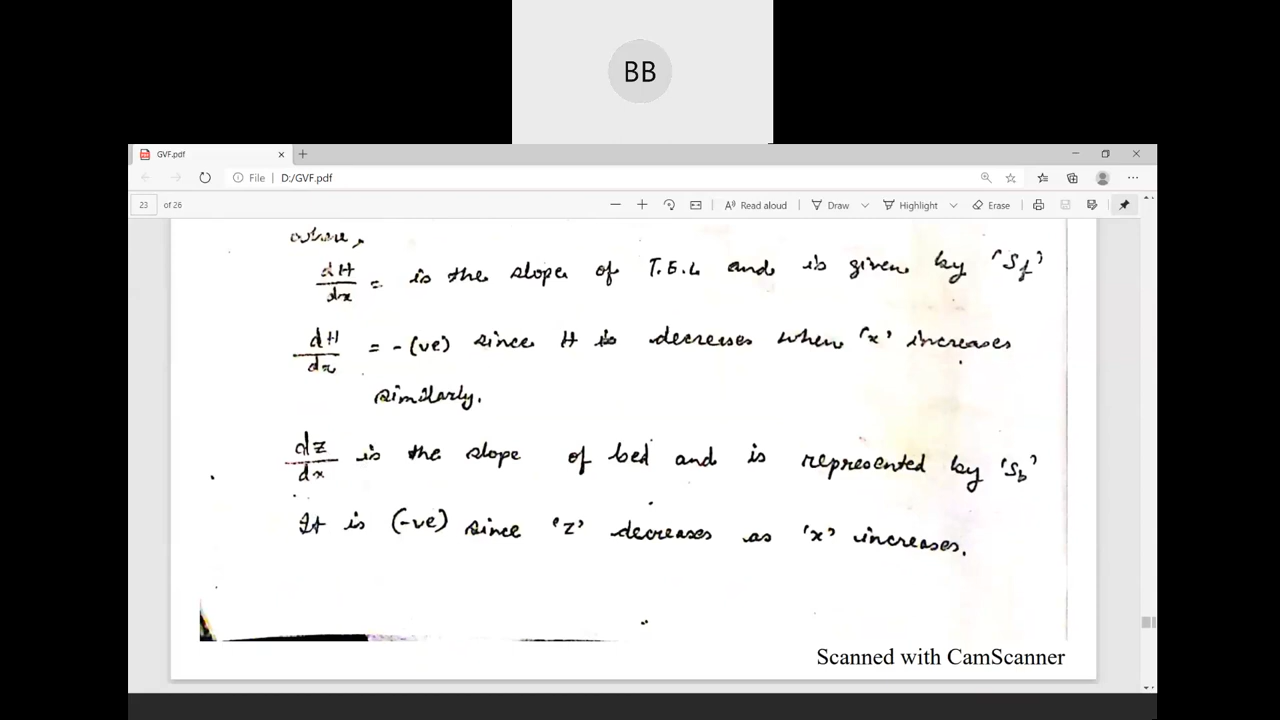 BB
GVF.pdf
File | D:/GVF.pdf
23 of 26
Read aloud
Draw
Highlight
Erase
where,
dH/dx = is the slope of T.E.L and is given by 'Sf'
dH/dx = -(ve) since H is decreases when 'x' increases
similarly.
dz/dx is the slope of bed and is represented by 'Sb'
It is (-ve) since 'z' decreases as 'x' increases.
Scanned with CamScanner